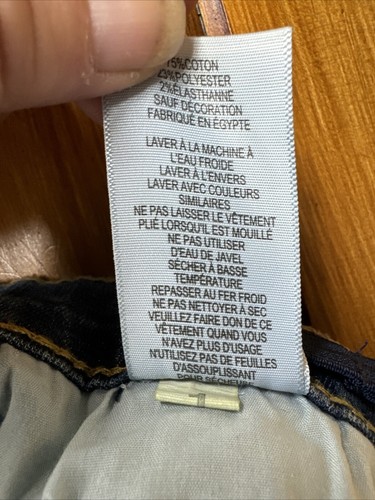 75%COTON
23%POLYESTER
2%ÉLASTHANNE
SAUF DÉCORATION
FABRIQUÉ EN ÉGYPTE
LAVER À LA MACHINE À
L'EAU FROIDE
LAVER À L'ENVERS
LAVER AVEC COULEURS
SIMILAIRES
NE PAS LAISSER LE VÊTEMENT
PLIÉ LORSQU'IL EST MOUILLÉ
NE PAS UTILISER
D'EAU DE JAVEL
SÉCHER À BASSE
TEMPÉRATURE
REPASSER AU FER FROID
NE PAS NETTOYER À SEC
VEUILLEZ FAIRE DON DE CE
VÊTEMENT QUAND VOUS
N'AVEZ PLUS D'USAGE
N'UTILISEZ PAS DE FEUILLES
D'ASSOUPLISSANT
POUR SÉCHEUR